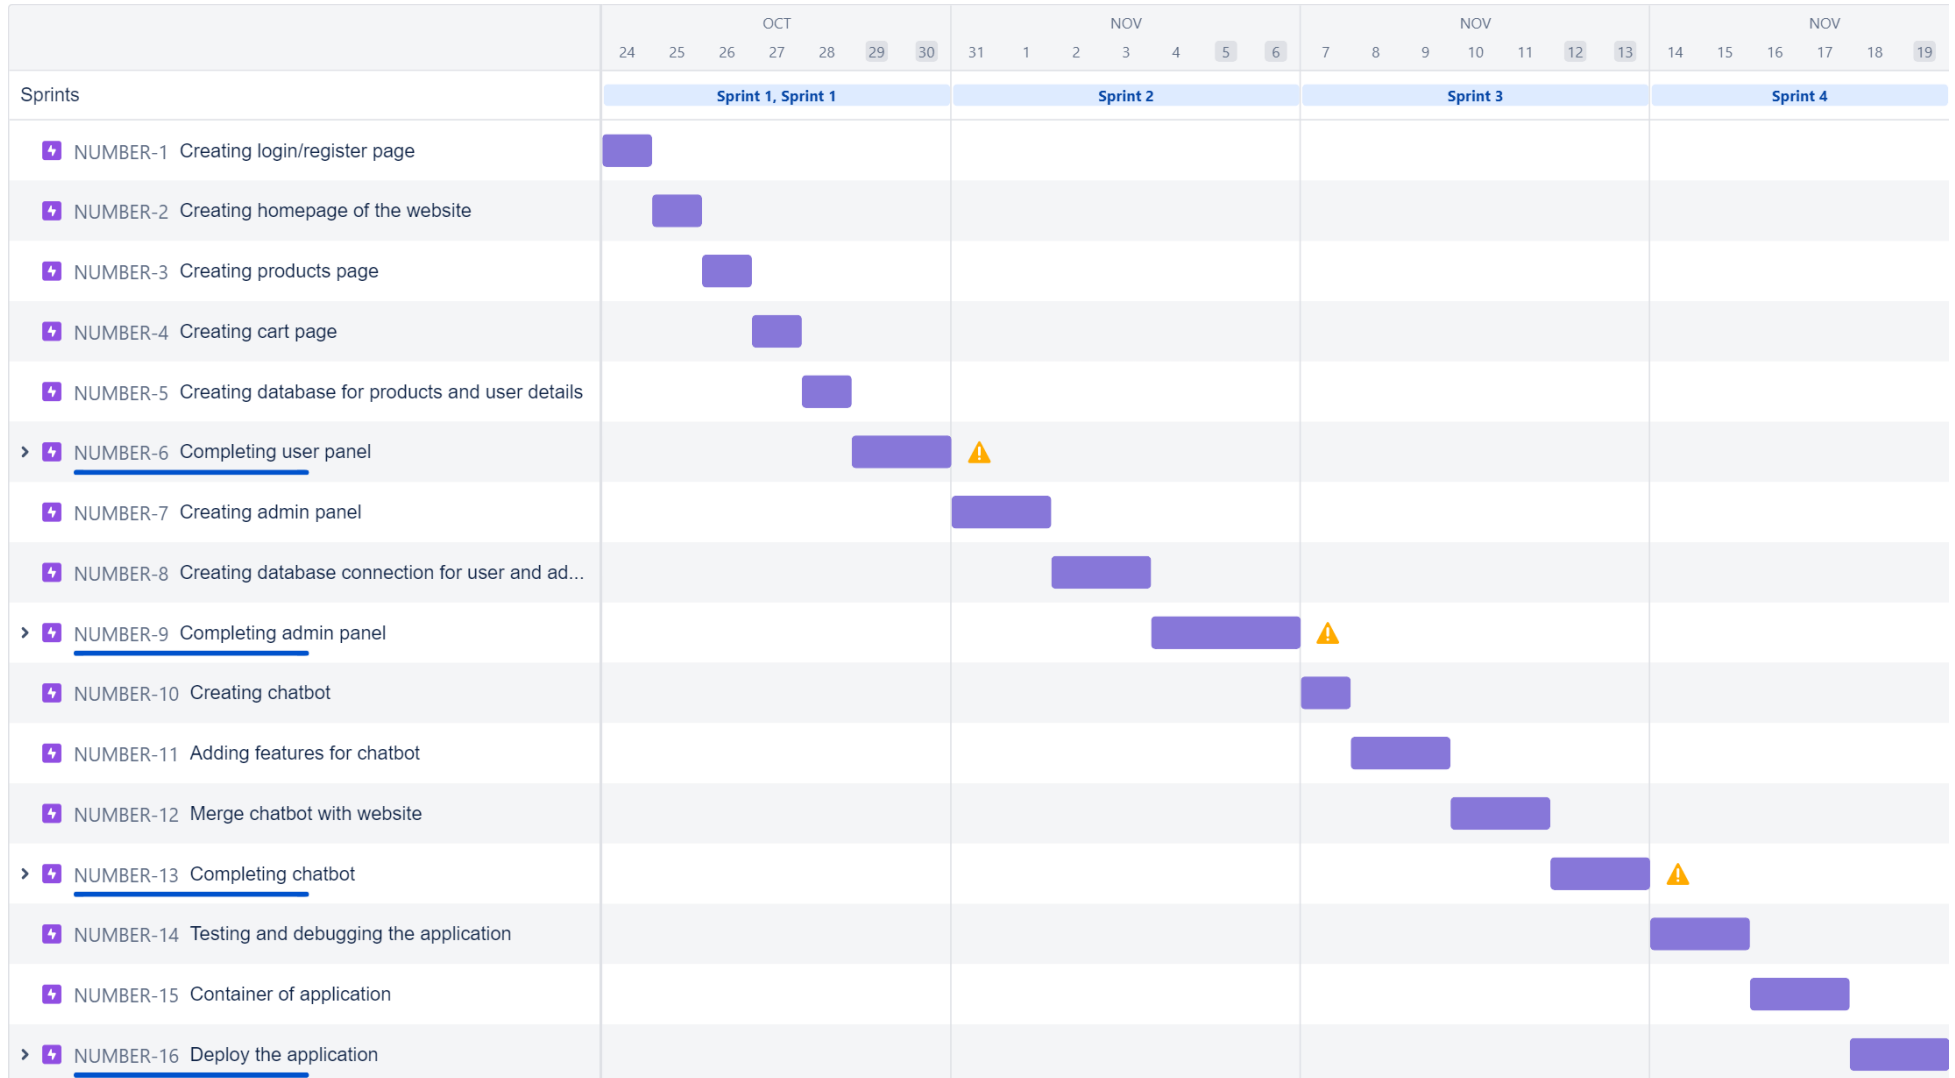 OCT NOV NOV NOV
24 25 26 27 28 29 30 31 1 2 3 4 5 6 7 8 9 10 11 12 13 14 15 16 17 18 19
Sprints Sprint 1, Sprint 1 Sprint 2 Sprint 3 Sprint 4
NUMBER-1 Creating login/register page
NUMBER-2 Creating homepage of the website
NUMBER-3 Creating products page
NUMBER-4 Creating cart page
NUMBER-5 Creating database for products and user details
NUMBER-6 Completing user panel
NUMBER-7 Creating admin panel
NUMBER-8 Creating database connection for user and ad...
NUMBER-9 Completing admin panel
NUMBER-10 Creating chatbot
NUMBER-11 Adding features for chatbot
NUMBER-12 Merge chatbot with website
NUMBER-13 Completing chatbot
NUMBER-14 Testing and debugging the application
NUMBER-15 Container of application
NUMBER-16 Deploy the application